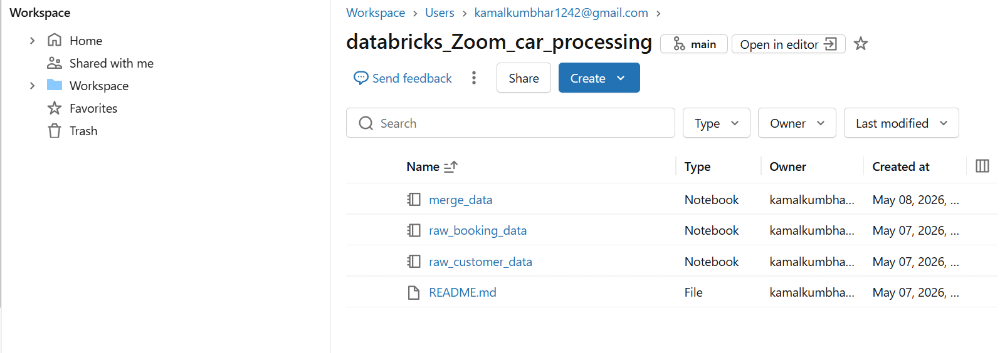 Workspace
Home
Shared with me
Workspace
Favorites
Trash
Workspace > Users > kamalkumbhar1242@gmail.com >
databricks_Zoom_car_processing main Open in editor
Send feedback Share Create
Search Type Owner Last modified
Name Type Owner Created at
merge_data Notebook kamalkumbha... May 08, 2026, ...
raw_booking_data Notebook kamalkumbha... May 07, 2026, ...
raw_customer_data Notebook kamalkumbha... May 07, 2026, ...
README.md File kamalkumbha... May 07, 2026, ...